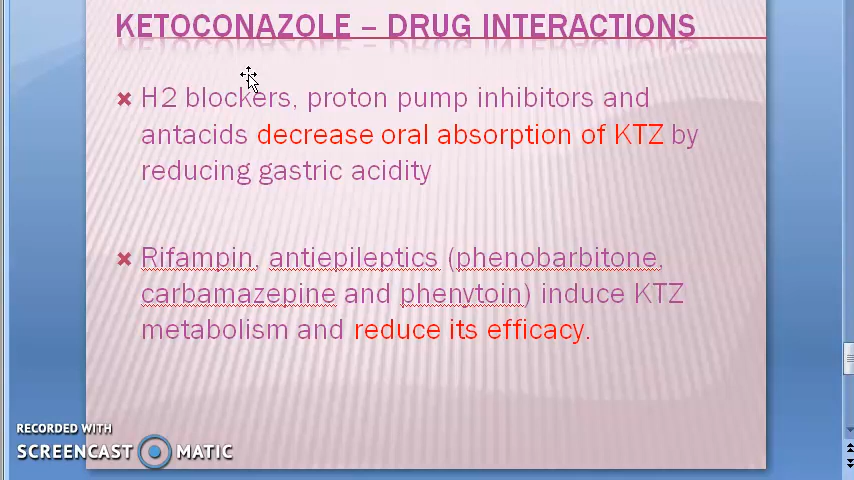 KETOCONAZOLE – DRUG INTERACTIONS
H2 blockers, proton pump inhibitors and
antacids decrease oral absorption of KTZ by
reducing gastric acidity
Rifampin, antiepileptics (phenobarbitone,
carbamazepine and phenytoin) induce KTZ
metabolism and reduce its efficacy.
RECORDED WITH
SCREENCAST MATIC